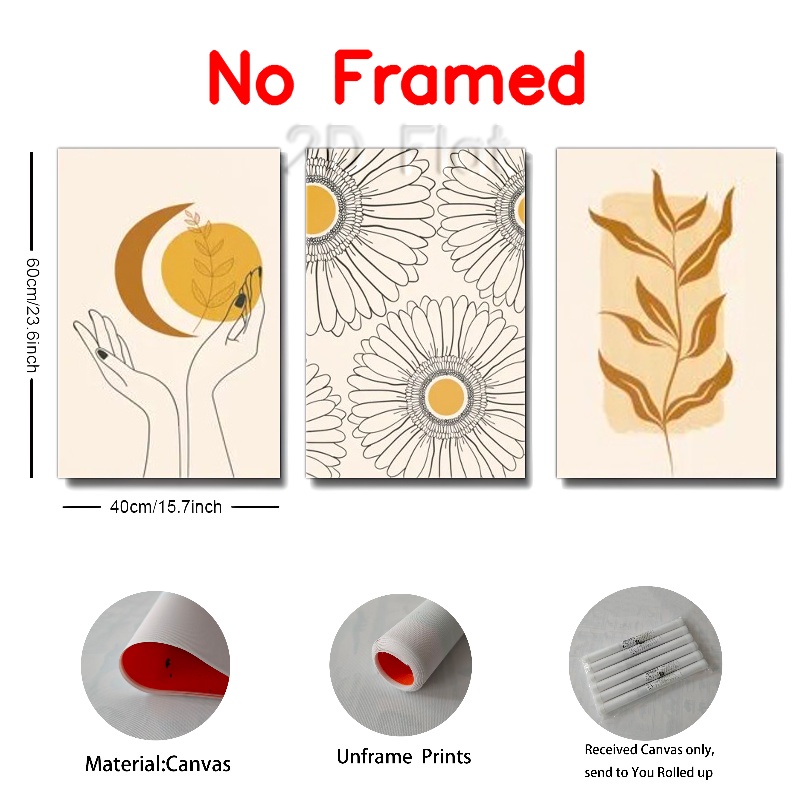 No Framed
2D Flat
60cm/23.6inch
40cm/15.7inch
Material:Canvas
Unframe Prints
Received Canvas only,
send to You Rolled up